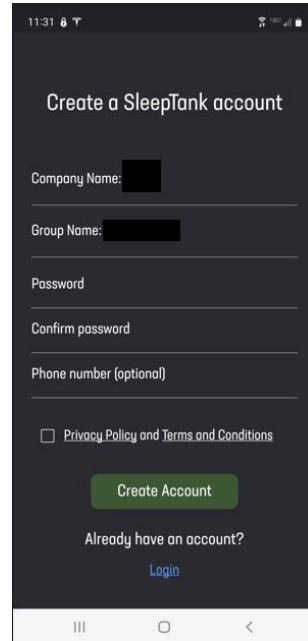 11:31
Create a SleepTank account
Company Name:
Group Name:
Password
Confirm password
Phone number (optional)
Privacy Policy and Terms and Conditions
Create Account
Already have an account?
Login